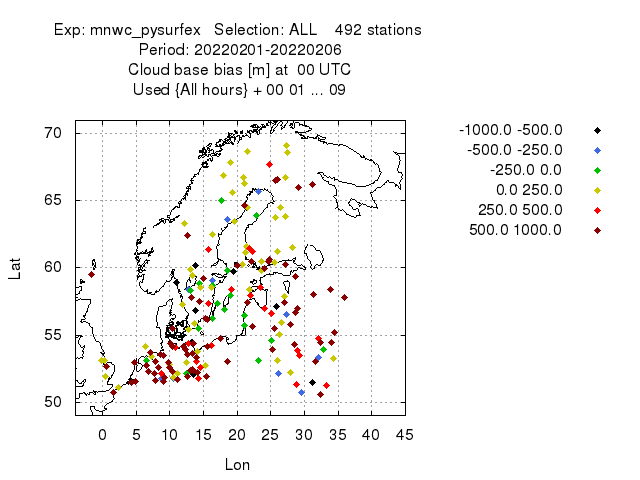 Exp: mnwc_pysurfex   Selection: ALL    492 stations
Period: 20220201-20220206
Cloud base bias [m] at  00 UTC
Used {All hours} + 00 01 ... 09
-1000.0 -500.0
-500.0 -250.0
-250.0 0.0
0.0 250.0
250.0 500.0
500.0 1000.0
Lat
70
65
60
55
50
0 5 10 15 20 25 30 35 40 45
Lon